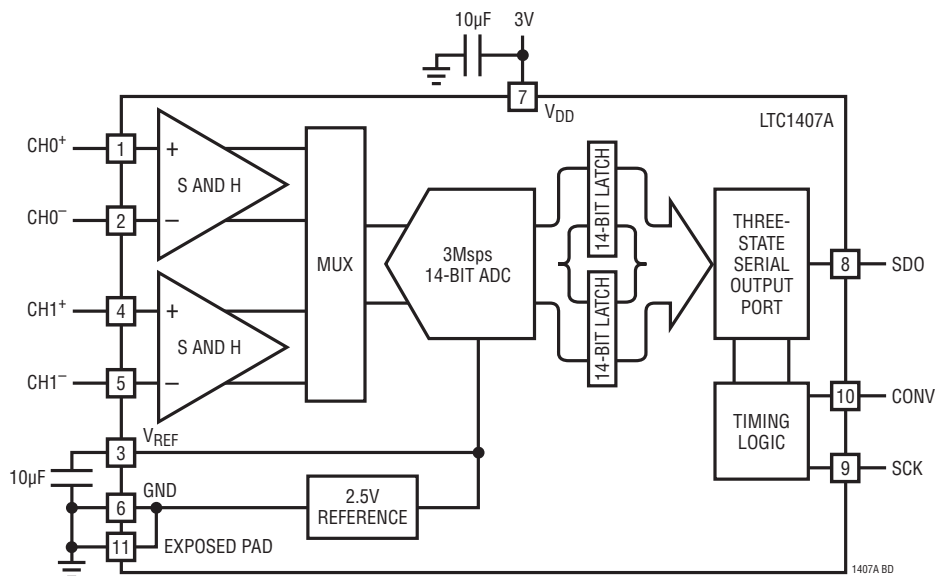 10µF 3V
7
VDD
LTC1407A
CH0+
1
+
S AND H
CH0–
2
–
MUX
3Msps
14-BIT ADC
14-BIT LATCH
14-BIT LATCH
THREE-
STATE
SERIAL
OUTPUT
PORT
8
SDO
CH1+
4
+
S AND H
CH1–
5
–
TIMING
LOGIC
10
CONV
9
SCK
3
VREF
10µF
6
GND
2.5V
REFERENCE
11
EXPOSED PAD
1407A BD